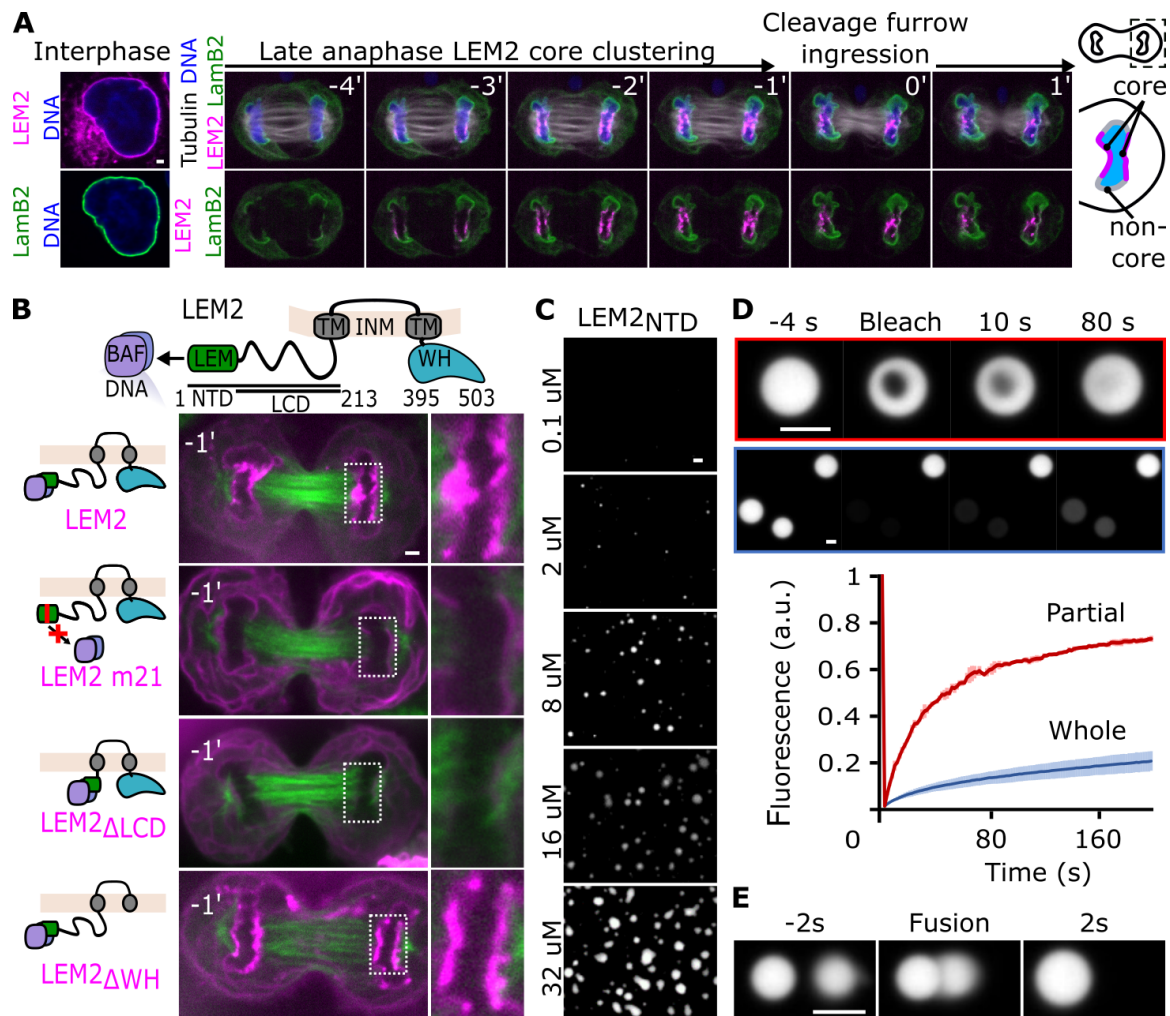 A
Interphase
Late anaphase LEM2 core clustering
Cleavage furrow
ingression
LEM2
DNA
LamB2
DNA
Tubulin DNA
LEM2 LamB2
LEM2
LamB2
-4'
-3'
-2'
-1'
0'
1'
core
non-
core
B
LEM2
TM
INM
TM
BAF
LEM
WH
DNA
1 NTD
LCD
213
395
503
-1'
LEM2
-1'
LEM2 m21
-1'
LEM2ΔLCD
-1'
LEM2ΔWH
C
LEM2NTD
0.1 uM
2 uM
8 uM
16 uM
32 uM
D
-4 s
Bleach
10 s
80 s
Fluorescence (a.u.)
1
0.8
0.6
0.4
0.2
0
80
160
Time (s)
Partial
Whole
E
-2s
Fusion
2s